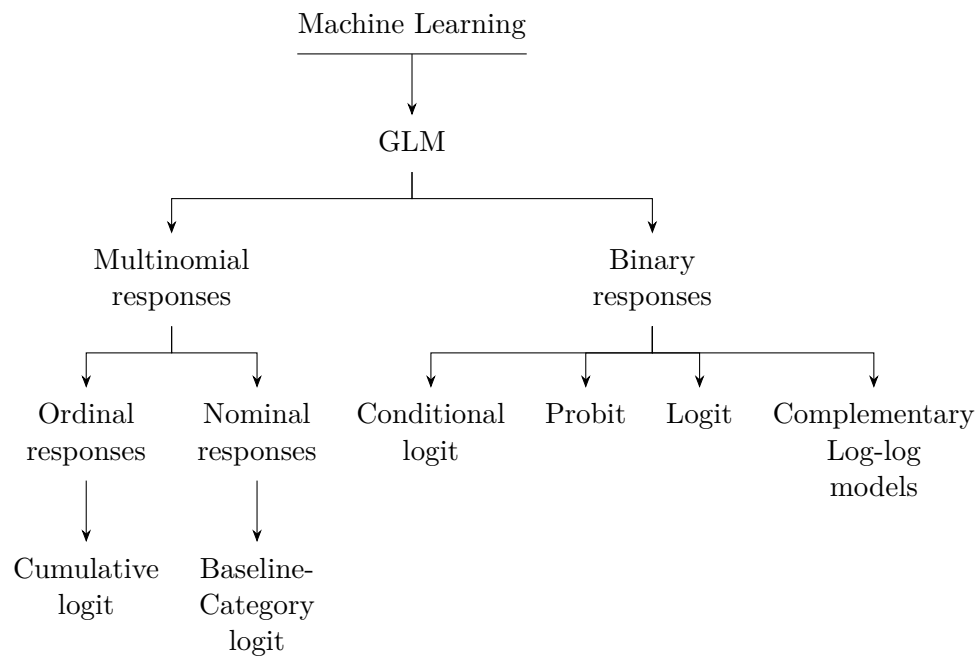 Machine Learning
GLM
Multinomial
responses
Binary
responses
Ordinal
responses
Nominal
responses
Conditional
logit
Probit
Logit
Complementary
Log-log
models
Cumulative
logit
Baseline-
Category
logit